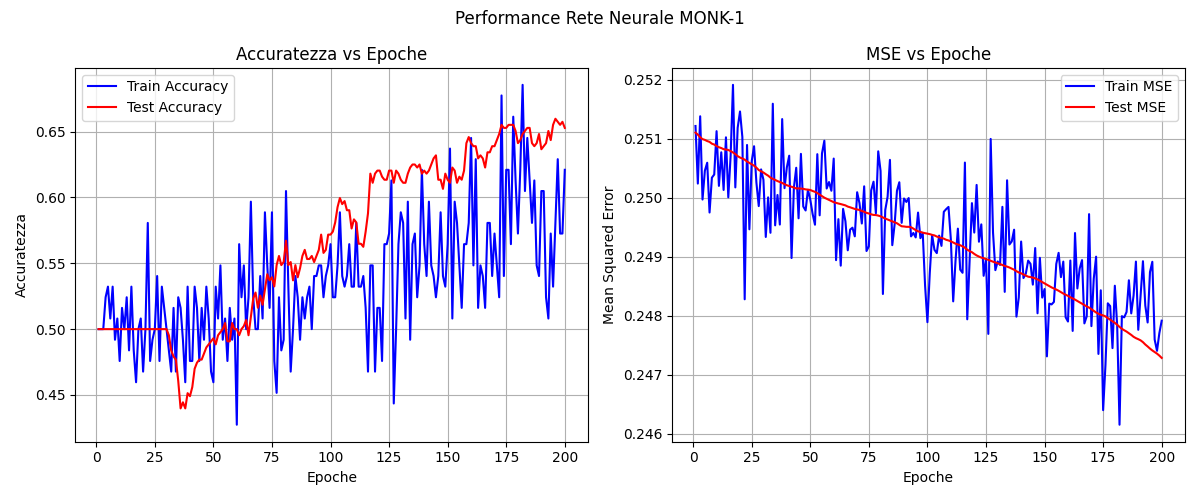 Performance Rete Neurale MONK-1
Accuratezza vs Epoche
Train Accuracy
Test Accuracy
Accuratezza
0.65
0.60
0.55
0.50
0.45
0 25 50 75 100 125 150 175 200
Epoche
MSE vs Epoche
Train MSE
Test MSE
Mean Squared Error
0.252
0.251
0.250
0.249
0.248
0.247
0.246
0 25 50 75 100 125 150 175 200
Epoche